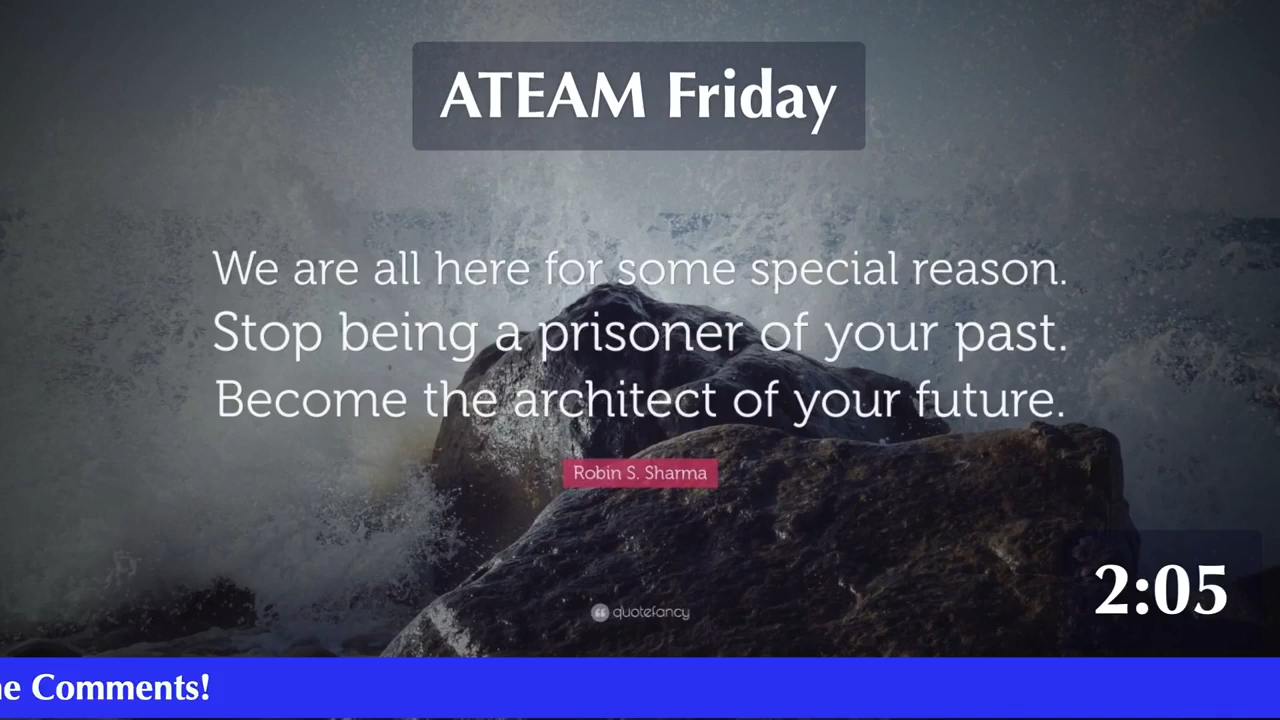 ATEAM Friday
We are all here for some special reason.
Stop being a prisoner of your past.
Become the architect of your future.
Robin S. Sharma
quotefancy
2:05
Comments!